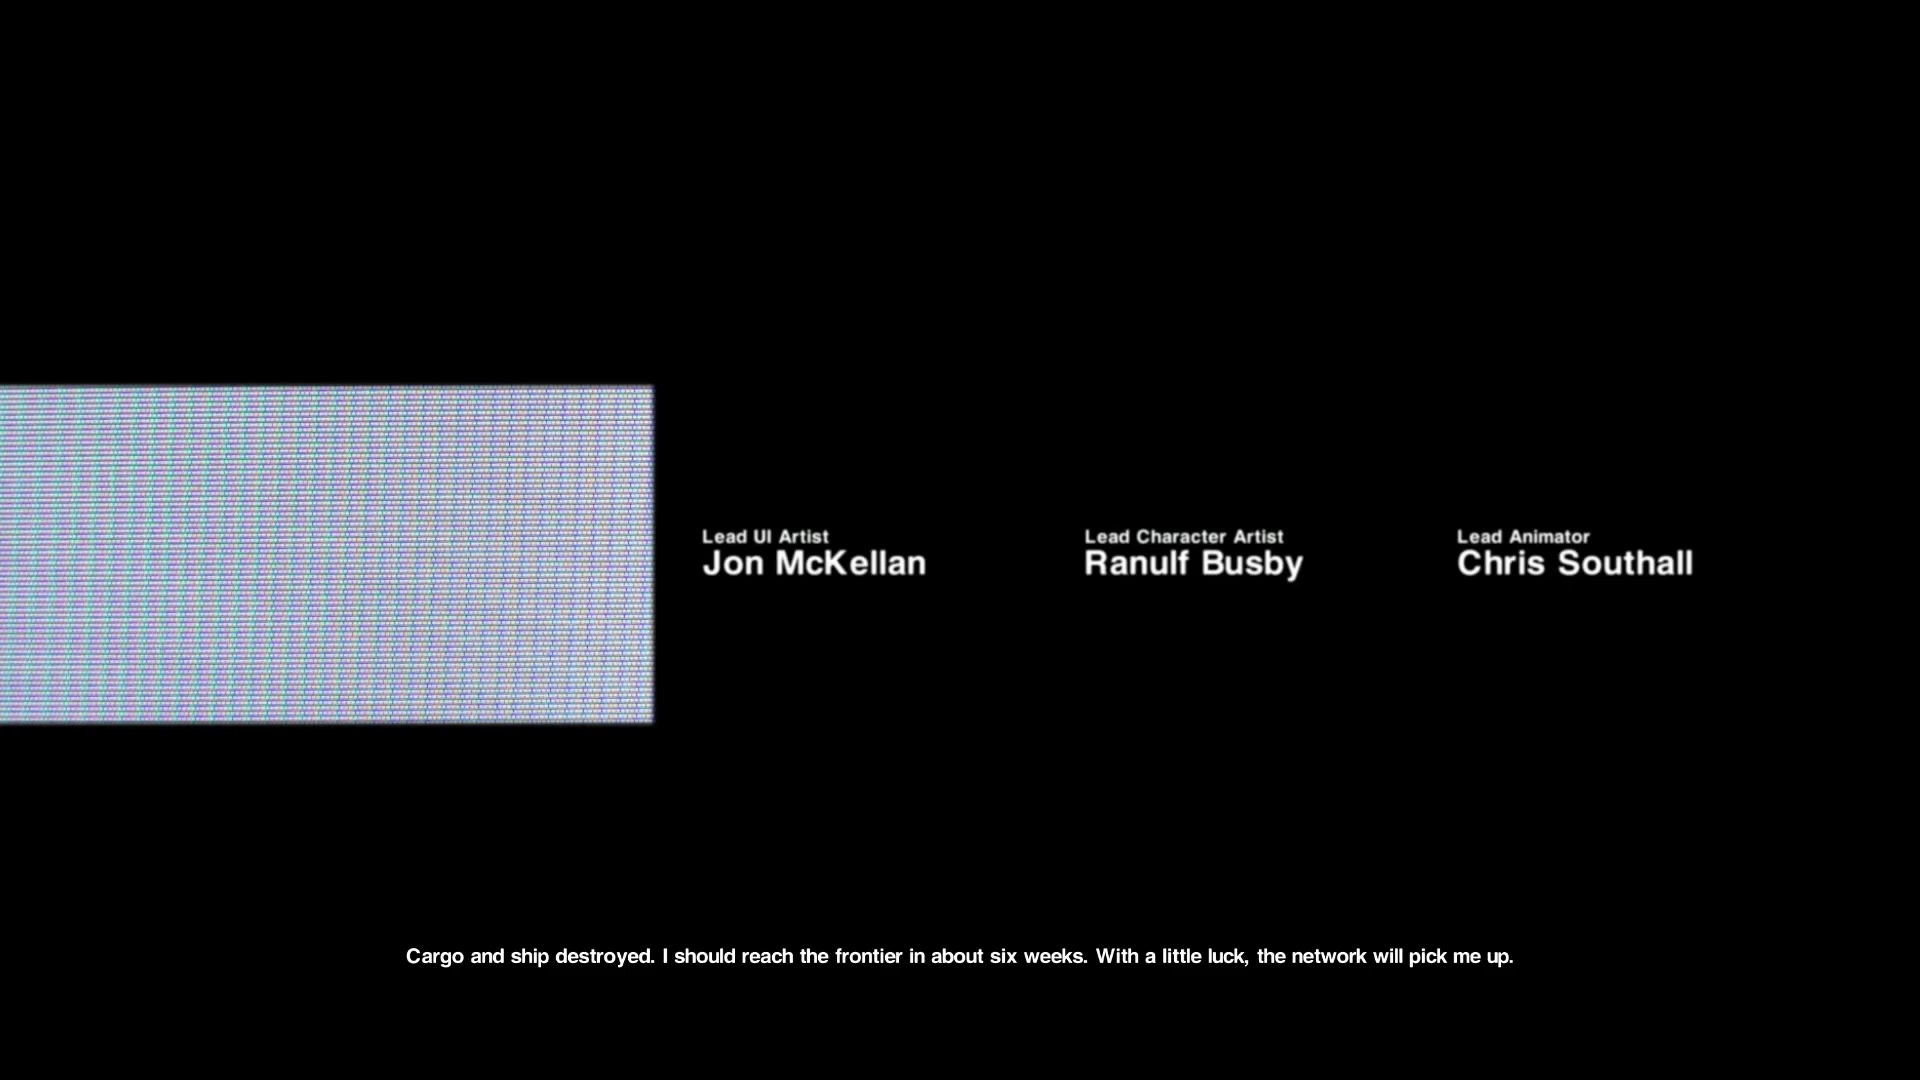 Lead UI Artist
Jon McKellan
Lead Character Artist
Ranulf Busby
Lead Animator
Chris Southall
Cargo and ship destroyed. I should reach the frontier in about six weeks. With a little luck, the network will pick me up.